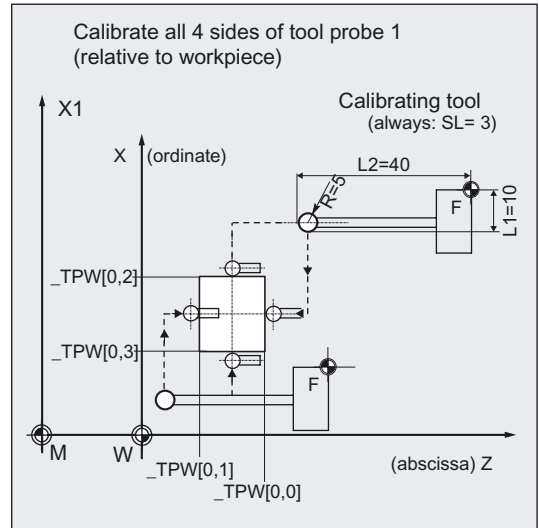 Calibrate all 4 sides of tool probe 1
(relative to workpiece)
X1
Calibrating tool
(always: SL= 3)
X (ordinate)
L2=40
R=5
F
L1=10
_TPW[0,2]
_TPW[0,3]
F
M
W
(abscissa) Z
_TPW[0,1]
_TPW[0,0]